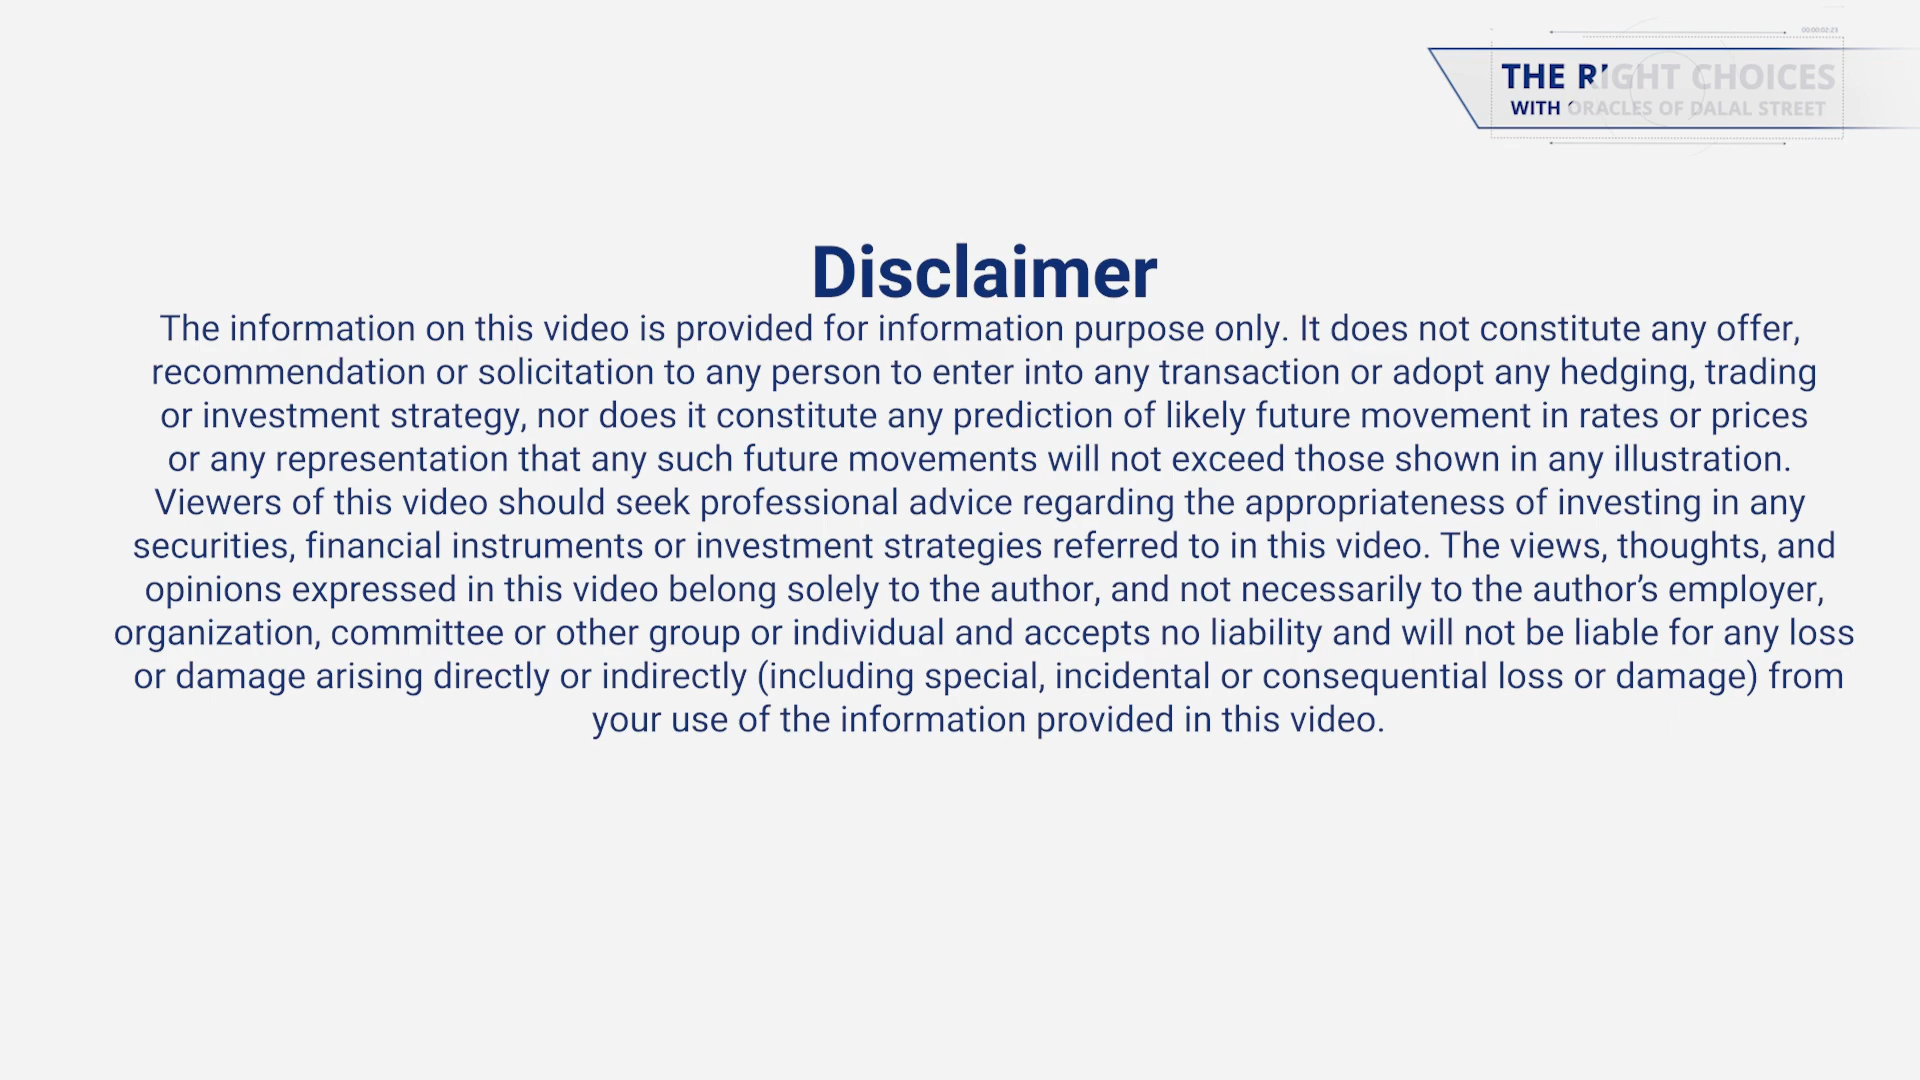 00:00:02:23
THE RIGHT CHOICES
WITH ORACLES OF DALAL STREET
Disclaimer
The information on this video is provided for information purpose only. It does not constitute any offer,
recommendation or solicitation to any person to enter into any transaction or adopt any hedging, trading
or investment strategy, nor does it constitute any prediction of likely future movement in rates or prices
or any representation that any such future movements will not exceed those shown in any illustration.
Viewers of this video should seek professional advice regarding the appropriateness of investing in any
securities, financial instruments or investment strategies referred to in this video. The views, thoughts, and
opinions expressed in this video belong solely to the author, and not necessarily to the author’s employer,
organization, committee or other group or individual and accepts no liability and will not be liable for any loss
or damage arising directly or indirectly (including special, incidental or consequential loss or damage) from
your use of the information provided in this video.